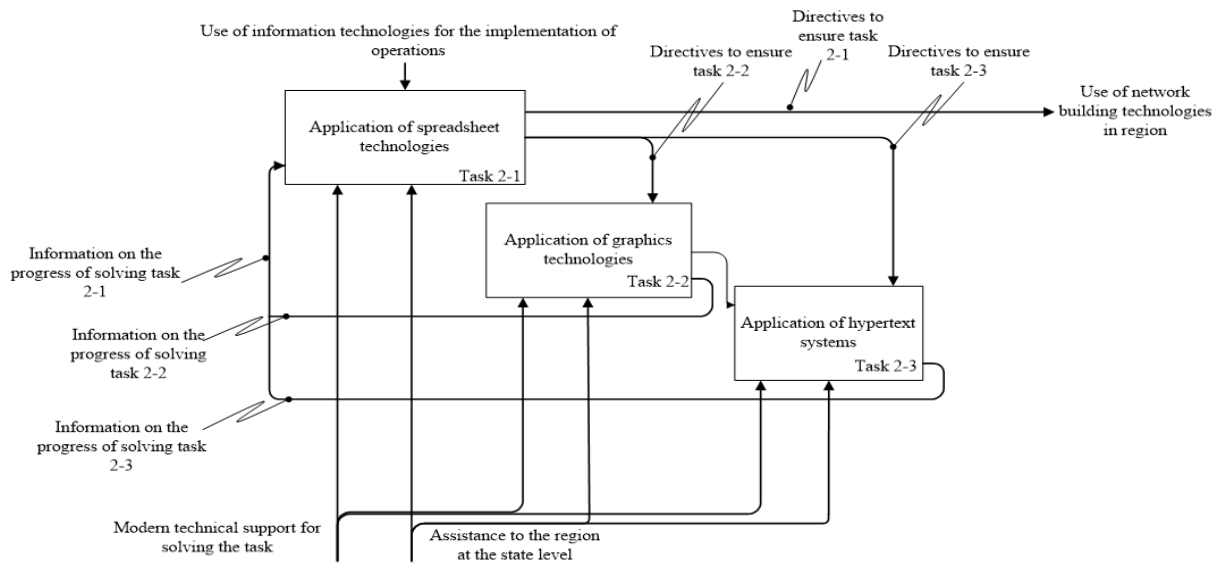 Use of information technologies for the implementation of
operations
Directives to ensure
task 2-2
Directives to
ensure task
2-1
Directives to ensure
task 2-3
Use of network
building technologies
in region
Application of spreadsheet
technologies
Task 2-1
Application of graphics
technologies
Task 2-2
Application of hypertext
systems
Task 2-3
Information on the
progress of solving task
2-1
Information on the
progress of solving
task 2-2
Information on the
progress of solving task
2-3
Modern technical support for
solving the task
Assistance to the region
at the state level